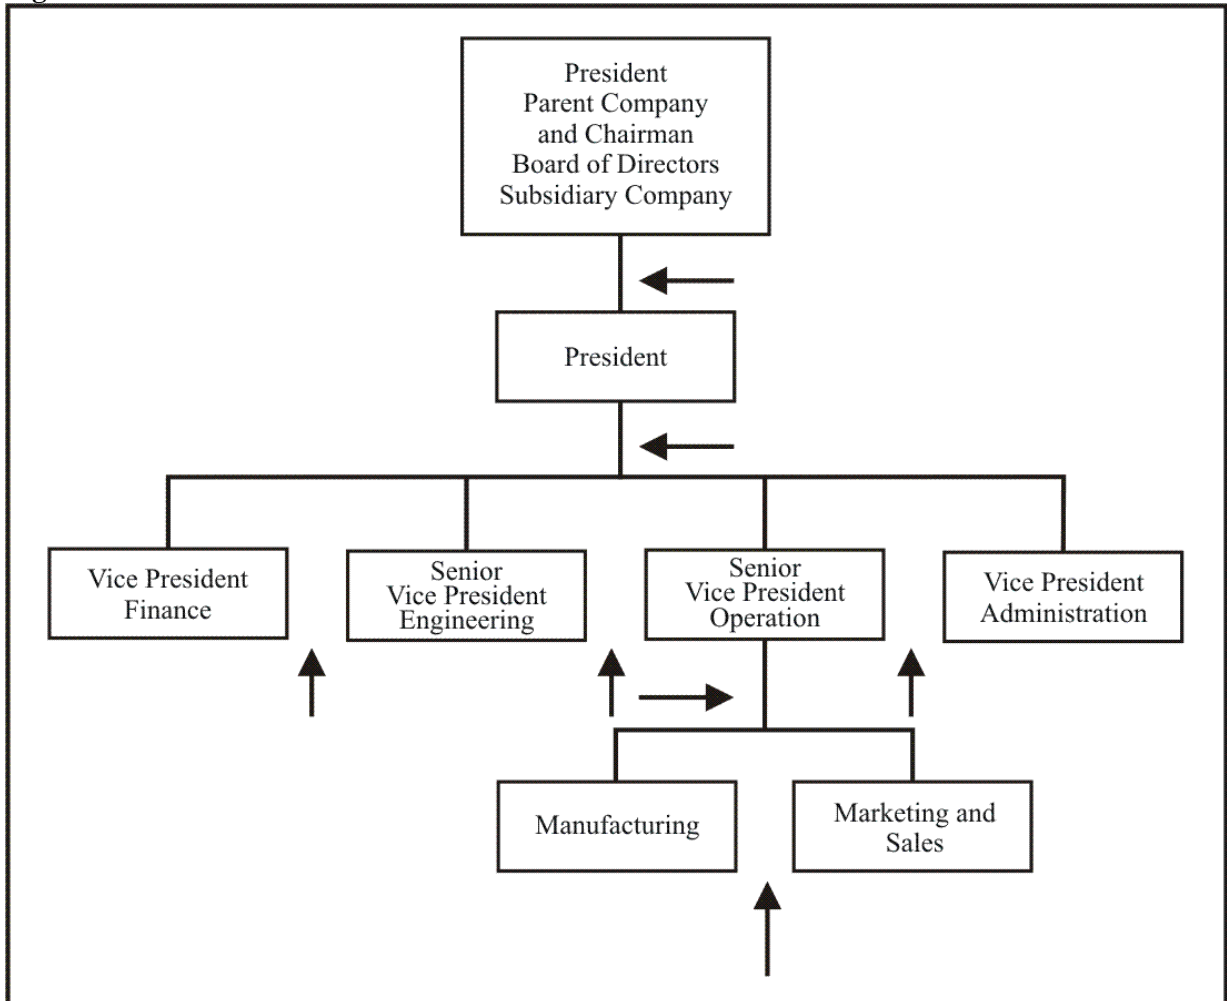 President
Parent Company
and Chairman
Board of Directors
Subsidiary Company
President
Vice President
Finance
Senior
Vice President
Engineering
Senior
Vice President
Operation
Vice President
Administration
Manufacturing
Marketing and
Sales